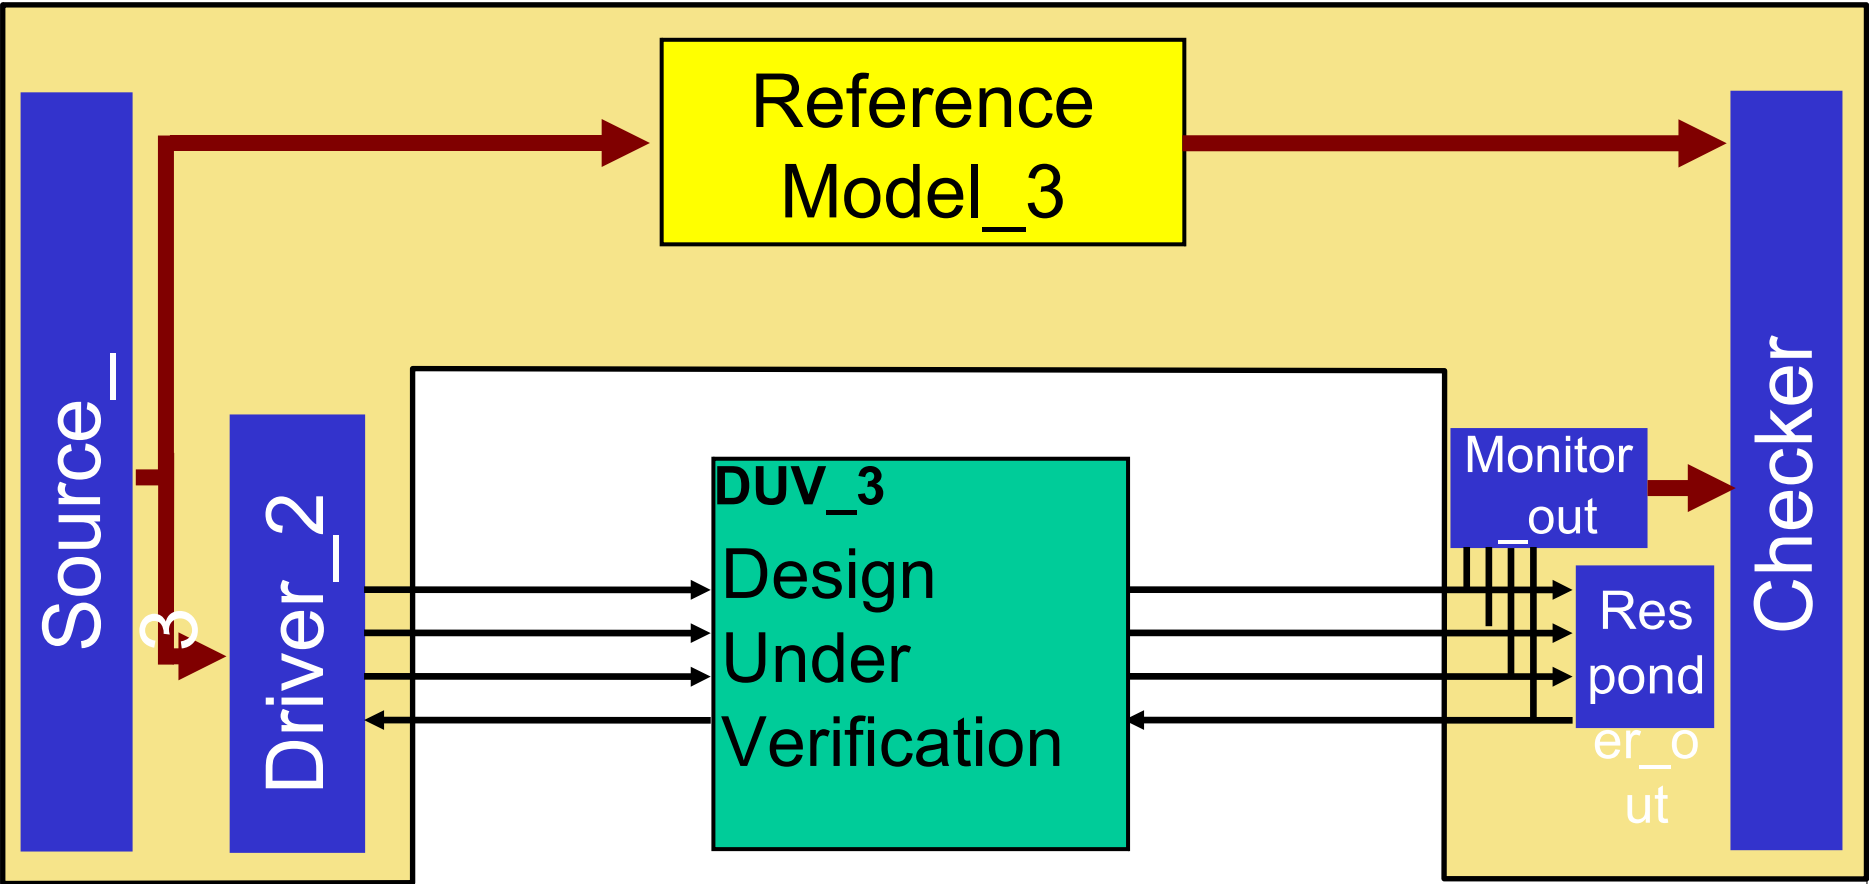 Reference
Model_3
Source_
3
Driver_2
DUV_3
Design
Under
Verification
Monitor
_out
Res
pond
er_o
ut
Checker